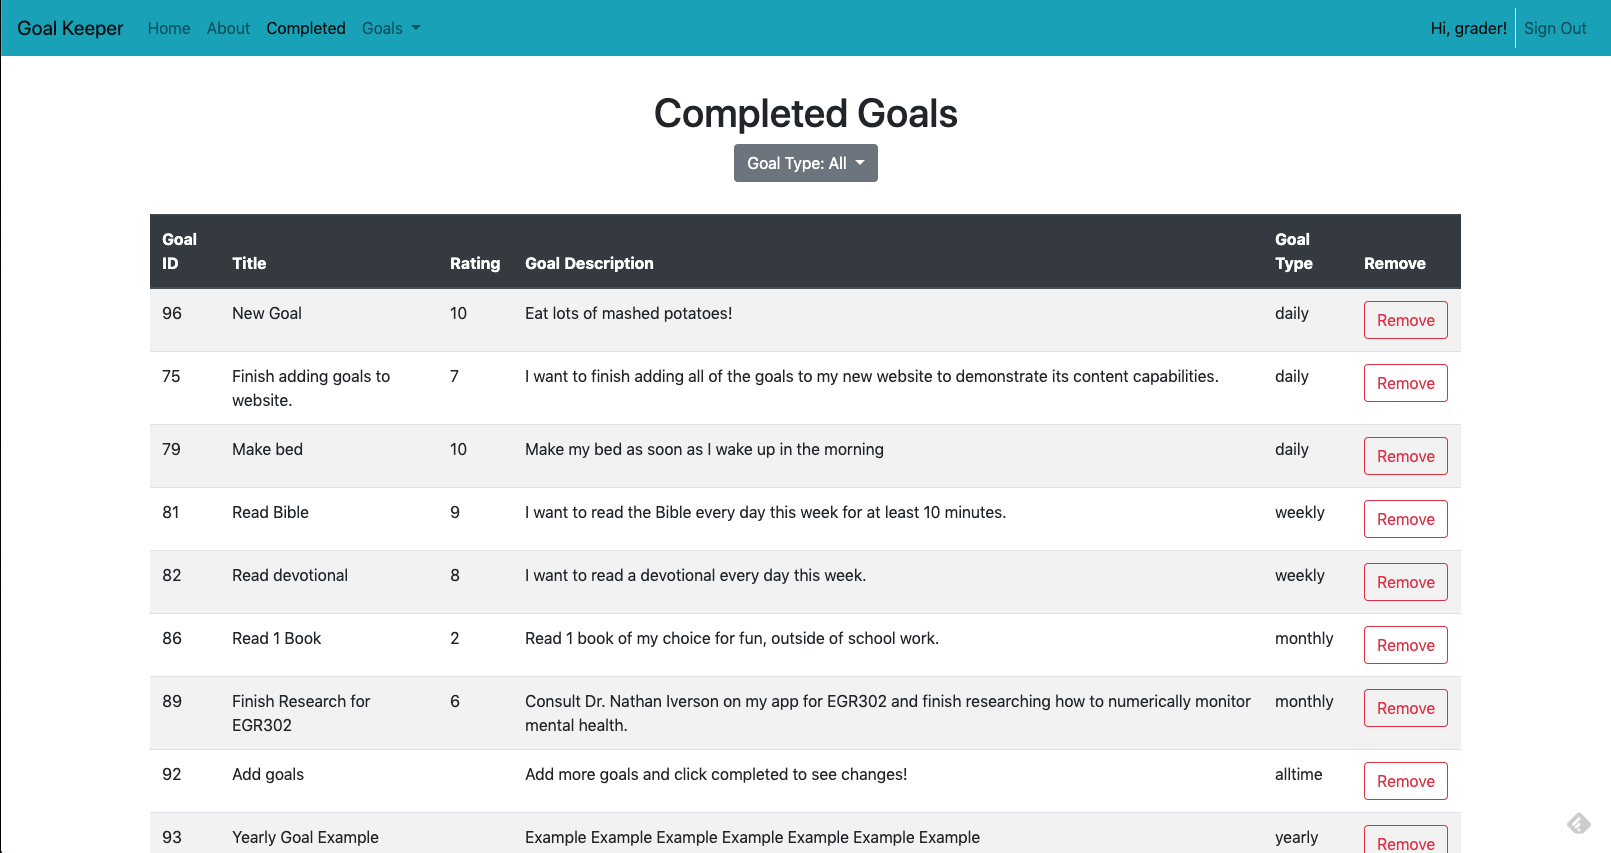 Goal Keeper Home About Completed Goals Hi, grader! Sign Out
Completed Goals
Goal Type: All
Goal ID Title Rating Goal Description Goal Type Remove
96 New Goal 10 Eat lots of mashed potatoes! daily Remove
75 Finish adding goals to website. 7 I want to finish adding all of the goals to my new website to demonstrate its content capabilities. daily Remove
79 Make bed 10 Make my bed as soon as I wake up in the morning daily Remove
81 Read Bible 9 I want to read the Bible every day this week for at least 10 minutes. weekly Remove
82 Read devotional 8 I want to read a devotional every day this week. weekly Remove
86 Read 1 Book 2 Read 1 book of my choice for fun, outside of school work. monthly Remove
89 Finish Research for EGR302 6 Consult Dr. Nathan Iverson on my app for EGR302 and finish researching how to numerically monitor mental health. monthly Remove
92 Add goals Add more goals and click completed to see changes! alltime Remove
93 Yearly Goal Example Example Example Example Example Example Example Example yearly Remove